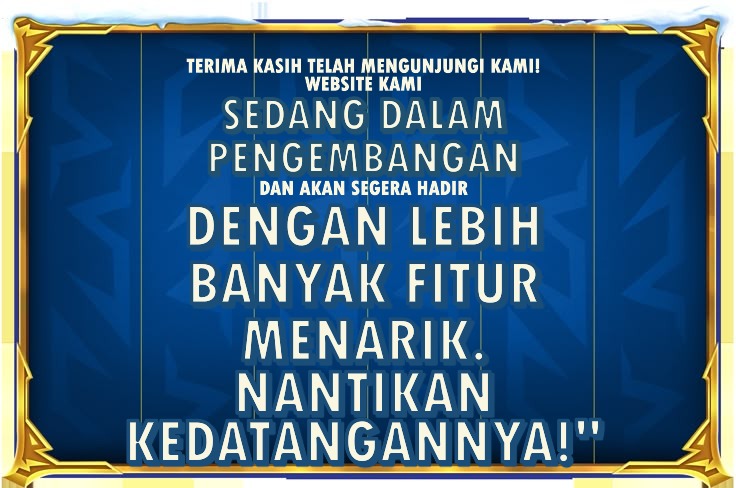 TERIMA KASIH TELAH MENGUNJUNGI KAMI!
WEBSITE KAMI
SEDANG DALAM
PENGEMBANGAN
DAN AKAN SEGERA HADIR
DENGAN LEBIH
BANYAK FITUR
MENARIK.
NANTIKAN
KEDATANGANNYA!"